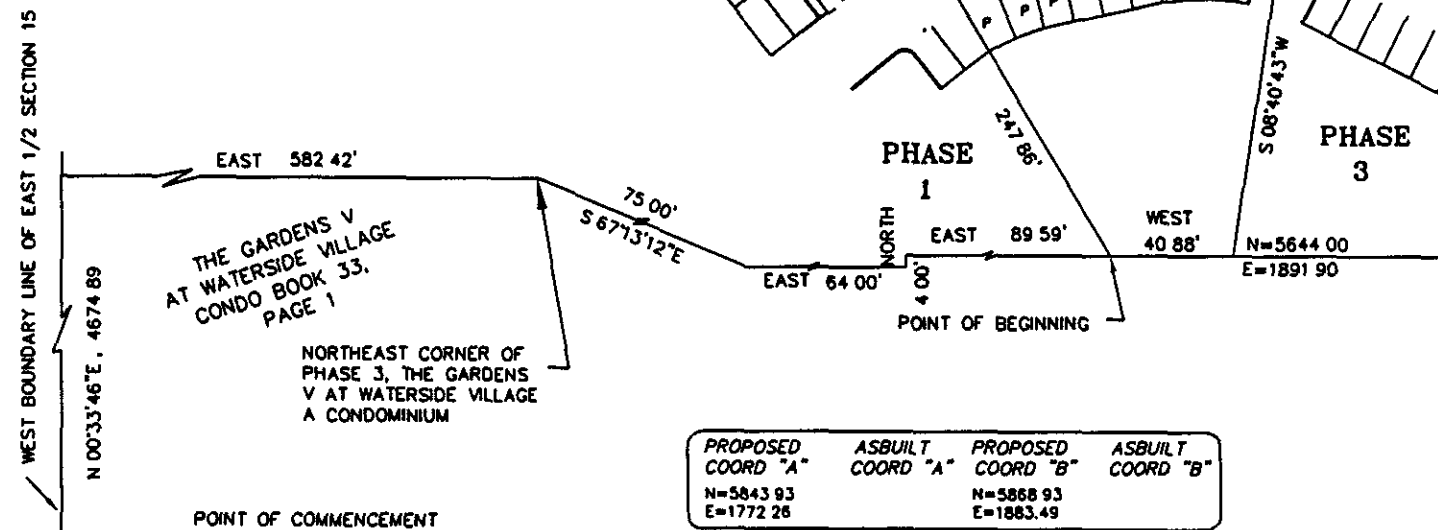 WEST BOUNDARY LINE OF EAST 1/2 SECTION 15
N 00°33'46"E, 4674 89
EAST 582 42'
THE GARDENS V
AT WATERSIDE VILLAGE
CONDO BOOK 33,
PAGE 1
NORTHEAST CORNER OF
PHASE 3, THE GARDENS
V AT WATERSIDE VILLAGE
A CONDOMINIUM
POINT OF COMMENCEMENT
75 00'
S 67°13'12"E
EAST 64 00'
NORTH
4 00'
EAST 89 59'
POINT OF BEGINNING
PHASE
1
P
P
P
247 86'
WEST
40 88'
S 08°40'43"W
PHASE
3
N=5644 00
E=1891 90
PROPOSED ASBUILT PROPOSED ASBUILT
COORD "A" COORD "A" COORD "B" COORD "B"
N=5843 93 N=5868 93
E=1772 26 E=1883.49